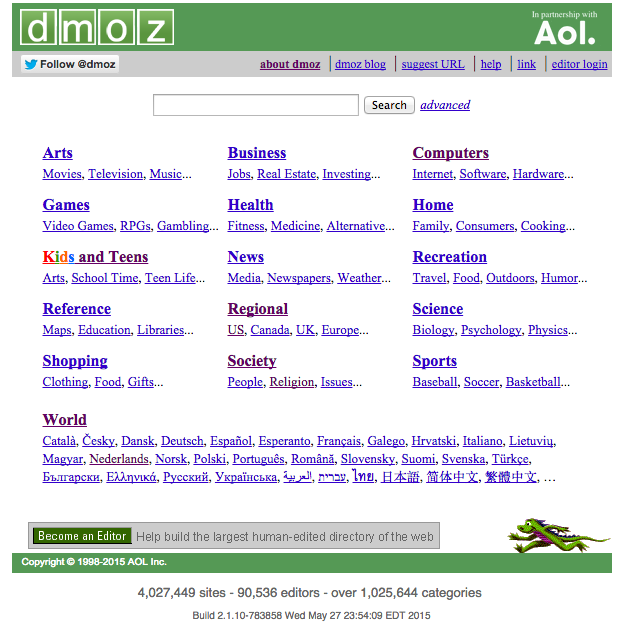 dmoz
In partnership with
Aol.
Follow @dmoz
about dmoz | dmoz blog | suggest URL | help | link | editor login
Search advanced
Arts
Movies, Television, Music...
Business
Jobs, Real Estate, Investing...
Computers
Internet, Software, Hardware...
Games
Video Games, RPGs, Gambling...
Health
Fitness, Medicine, Alternative...
Home
Family, Consumers, Cooking...
Kids and Teens
Arts, School Time, Teen Life...
News
Media, Newspapers, Weather...
Recreation
Travel, Food, Outdoors, Humor...
Reference
Maps, Education, Libraries...
Regional
US, Canada, UK, Europe...
Science
Biology, Psychology, Physics...
Shopping
Clothing, Food, Gifts...
Society
People, Religion, Issues...
Sports
Baseball, Soccer, Basketball...
World
Català, Česky, Dansk, Deutsch, Español, Esperanto, Français, Galego, Hrvatski, Italiano, Lietuvių,
Magyar, Nederlands, Norsk, Polski, Português, Română, Slovensky, Suomi, Svenska, Türkçe,
Български, Ελληνικά, Русский, Українська, العربية, עברית, ไทย, 日本語, 简体中文, 繁體中文, ...
Become an Editor Help build the largest human-edited directory of the web
Copyright © 1998-2015 AOL Inc.
4,027,449 sites - 90,536 editors - over 1,025,644 categories
Build 2.1.10-783858 Wed May 27 23:54:09 EDT 2015